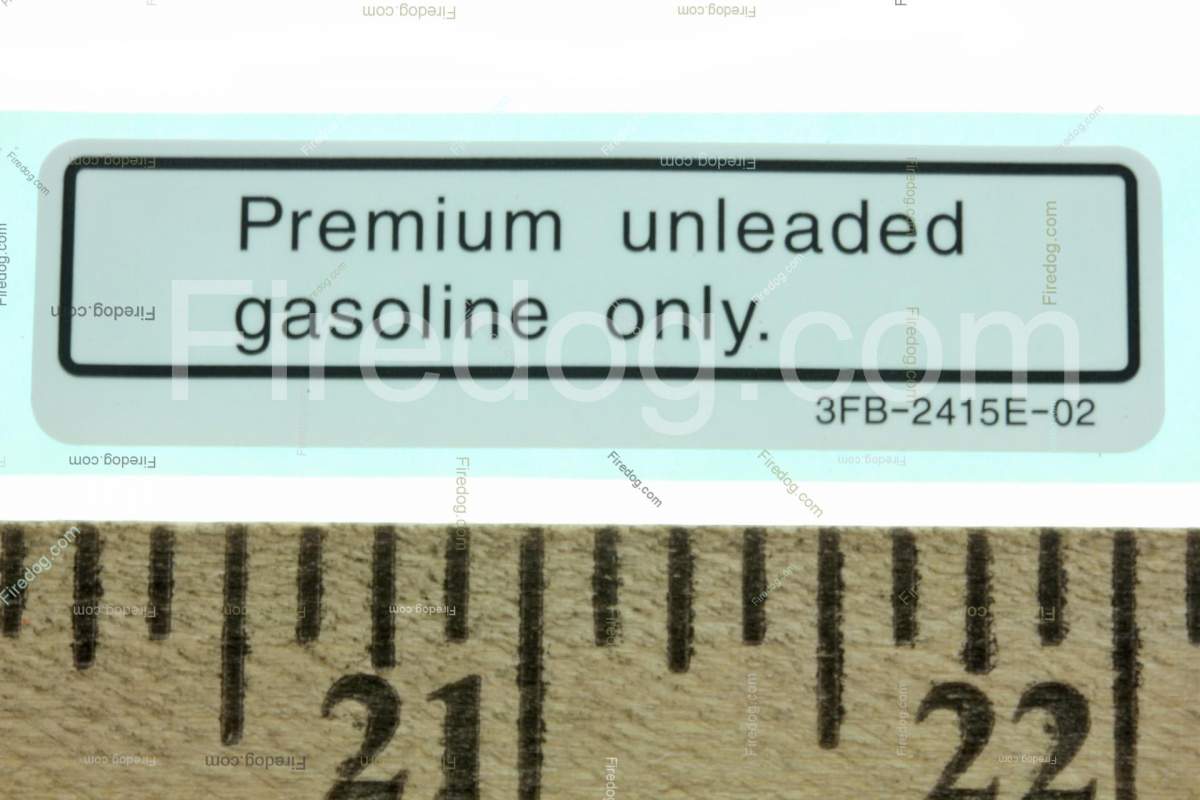 Premium unleaded
gasoline only.
3FB-2415E-02
Firedog.com
21
22